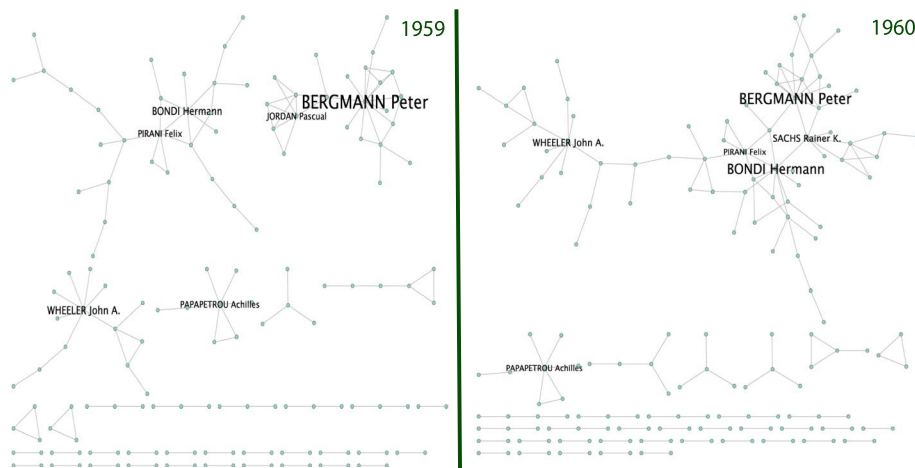 1959
BERGMANN Peter
BONDI Hermann
JORDAN Pascual
PIRANI Felix
PAPAPETROU Achilles
WHEELER John A.
1960
BERGMANN Peter
SACHS Rainer K.
WHEELER John A.
PIRANI Felix
BONDI Hermann
PAPAPETROU Achilles